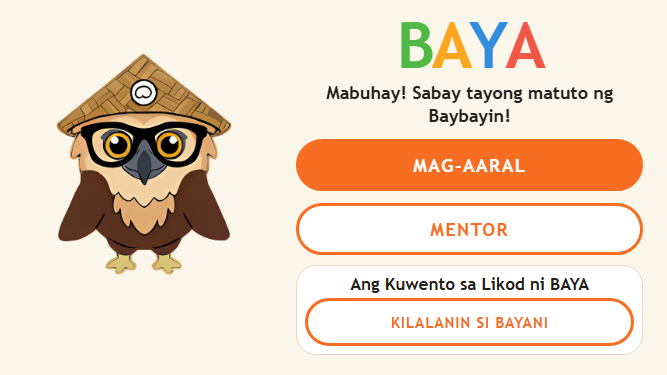 BAYA
Mabuhay! Sabay tayong matuto ng
Baybayin!
MAG-AARAL
MENTOR
Ang Kuwento sa Likod ni BAYA
KILALANIN SI BAYANI